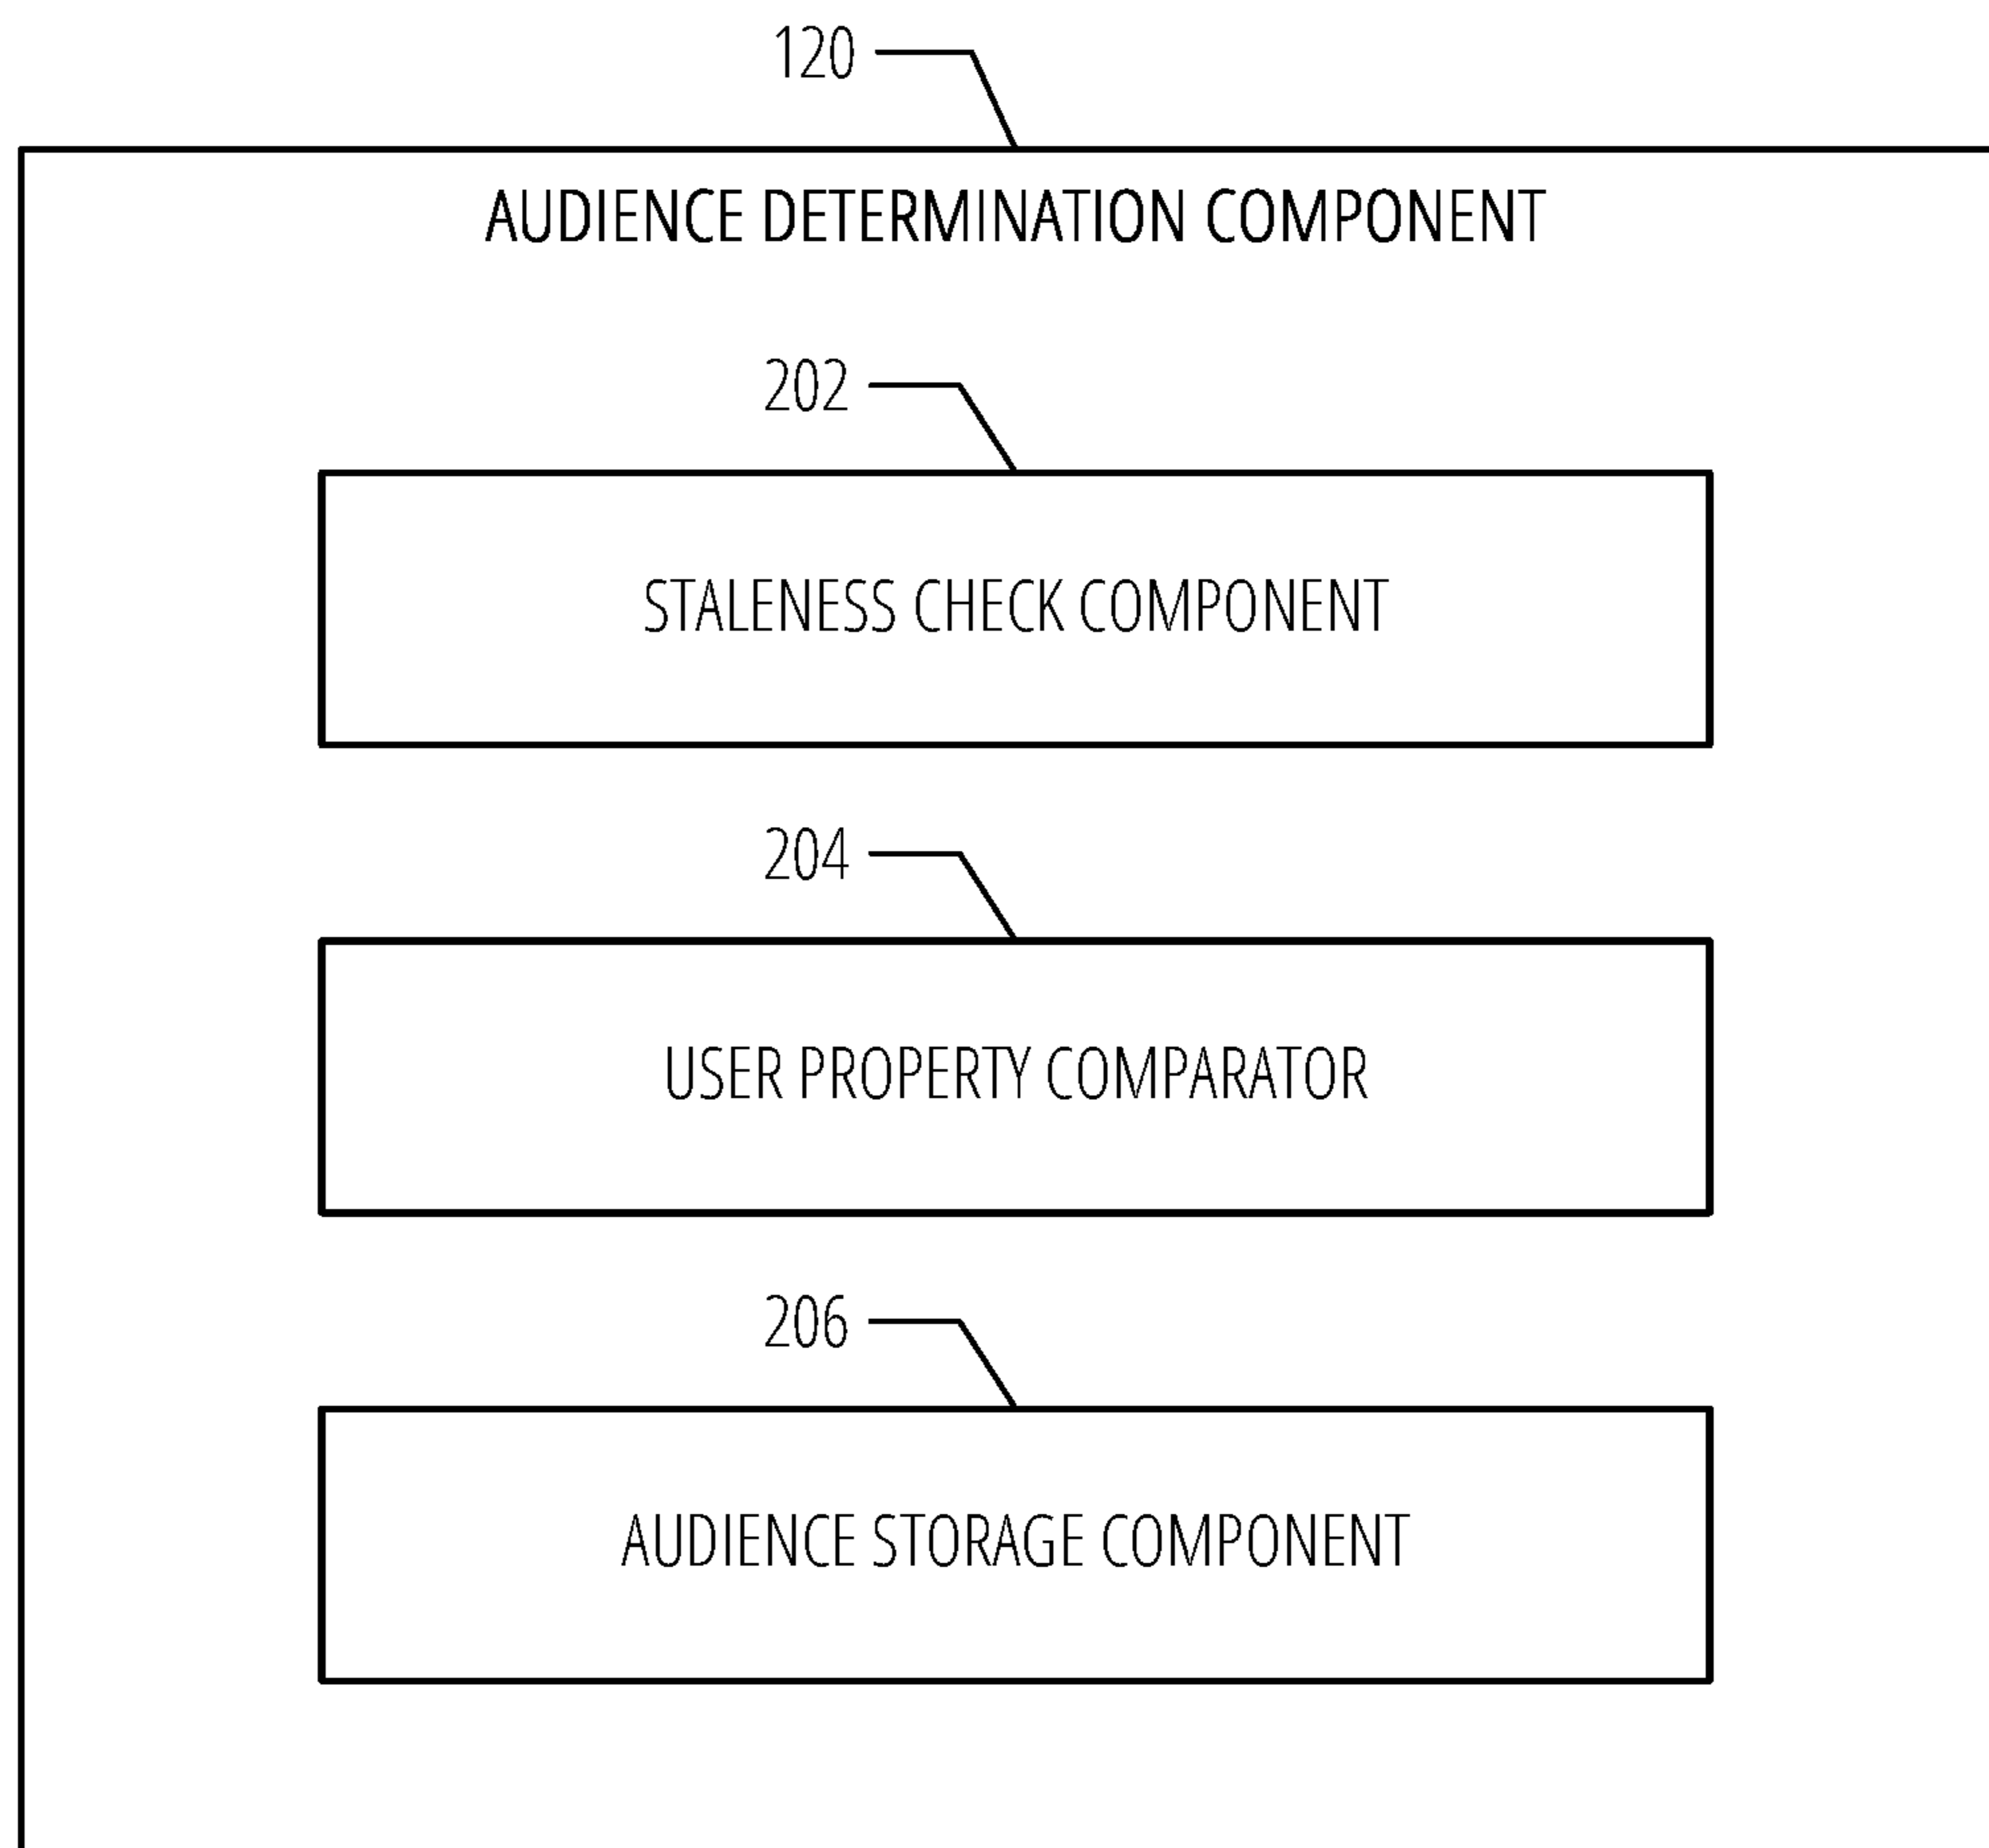 120
AUDIENCE DETERMINATION COMPONENT
202
STALENESS CHECK COMPONENT
204
USER PROPERTY COMPARATOR
206
AUDIENCE STORAGE COMPONENT